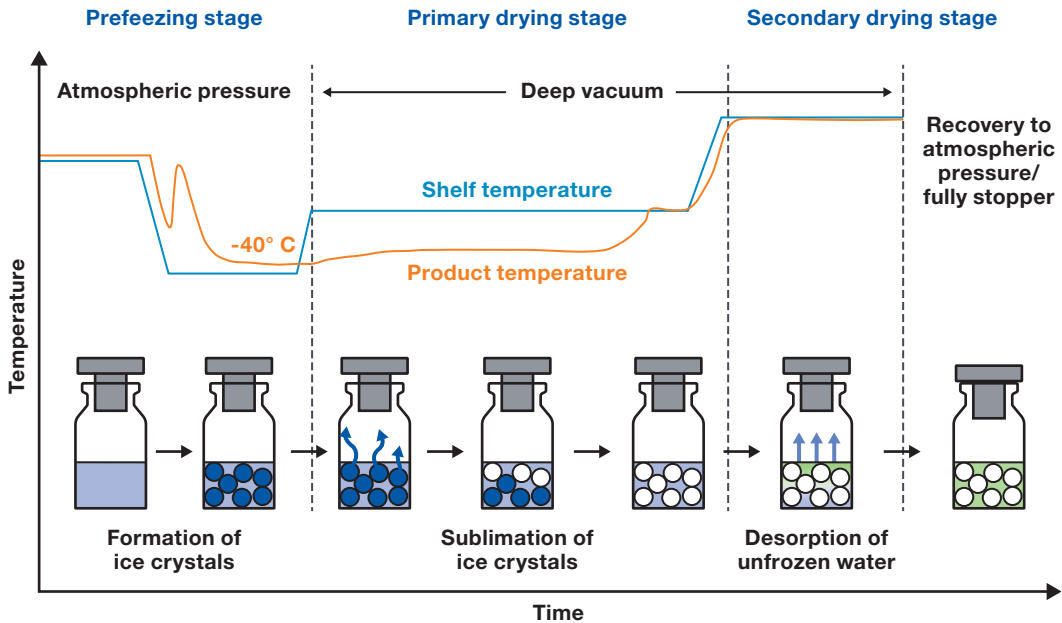 Prefeezing stage
Primary drying stage
Secondary drying stage
Atmospheric pressure
Deep vacuum
Recovery to
atmospheric
pressure/
fully stopper
Shelf temperature
-40° C
Product temperature
Temperature
Formation of
ice crystals
Sublimation of
ice crystals
Desorption of
unfrozen water
Time